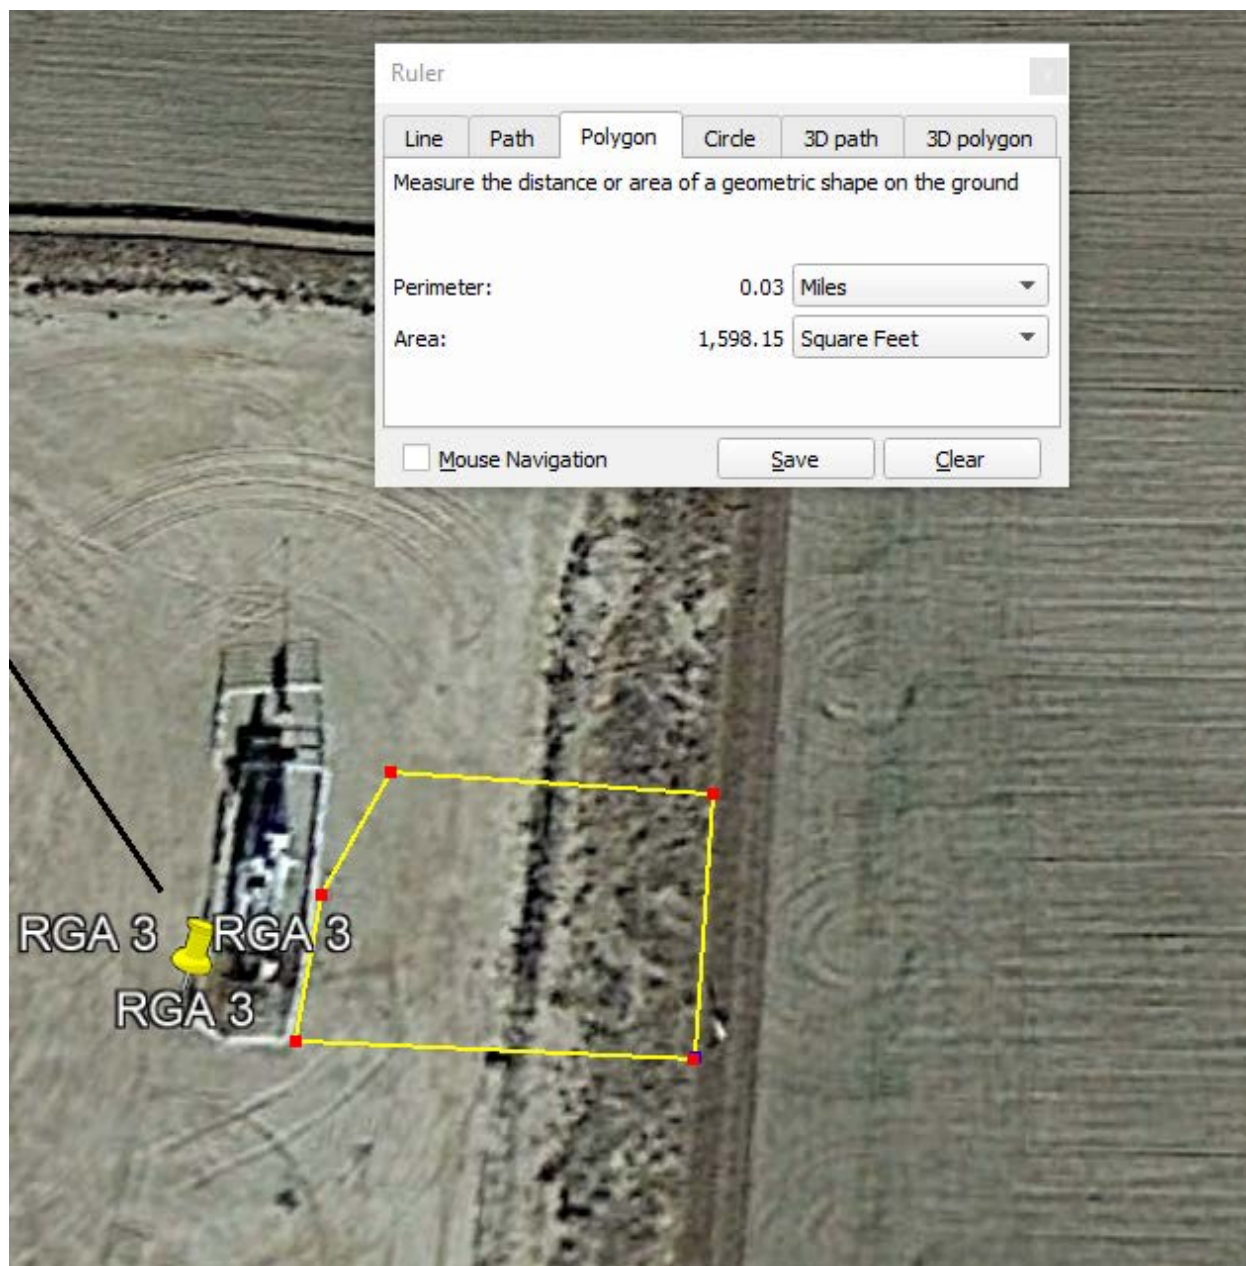 Ruler
Line Path Polygon Circle 3D path 3D polygon
Measure the distance or area of a geometric shape on the ground
Perimeter: 0.03 Miles
Area: 1,598.15 Square Feet
Mouse Navigation Save Clear
RGA 3 RGA 3
RGA 3